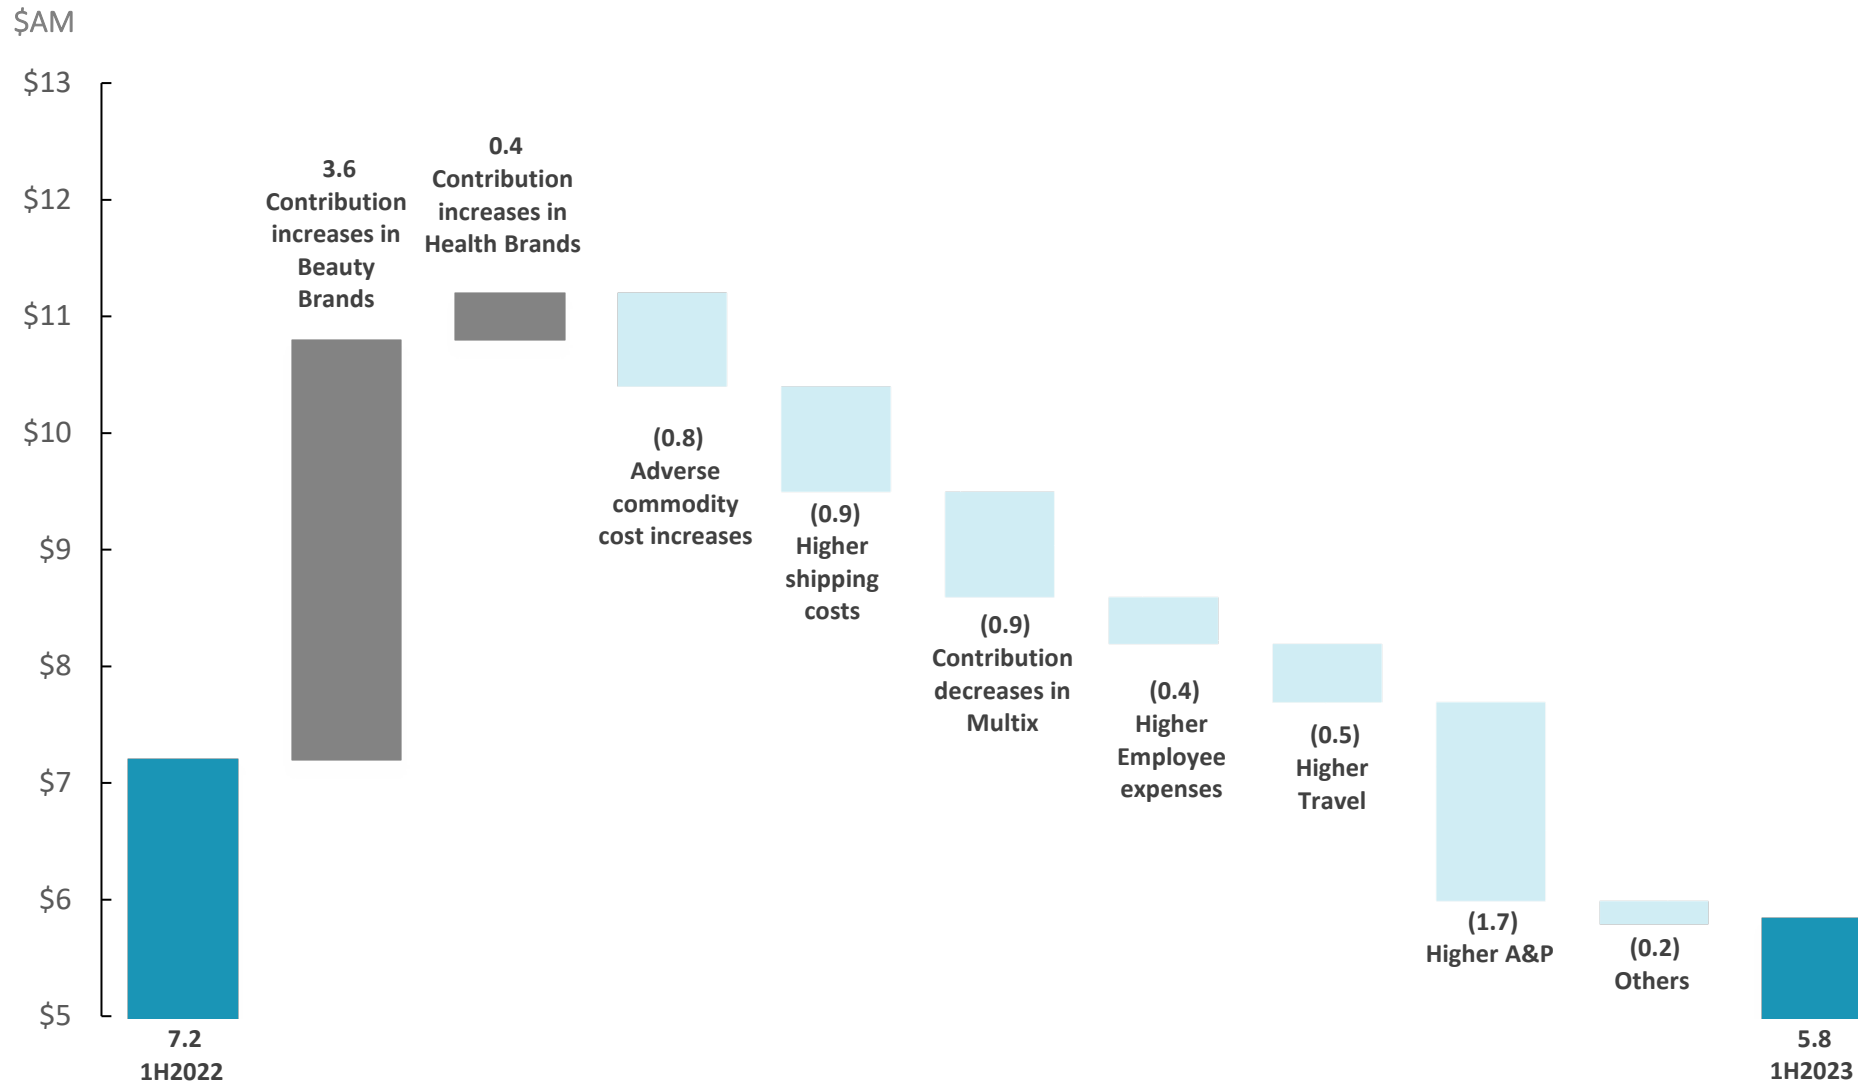 $AM
$13
$12
$11
$10
$9
$8
$7
$6
$5
7.2
1H2022
3.6
Contribution
increases in
Beauty
Brands
0.4
Contribution
increases in
Health Brands
(0.8)
Adverse
commodity
cost increases
(0.9)
Higher
shipping
costs
(0.9)
Contribution
decreases in
Multix
(0.4)
Higher
Employee
expenses
(0.5)
Higher
Travel
(1.7)
Higher A&P
(0.2)
Others
5.8
1H2023